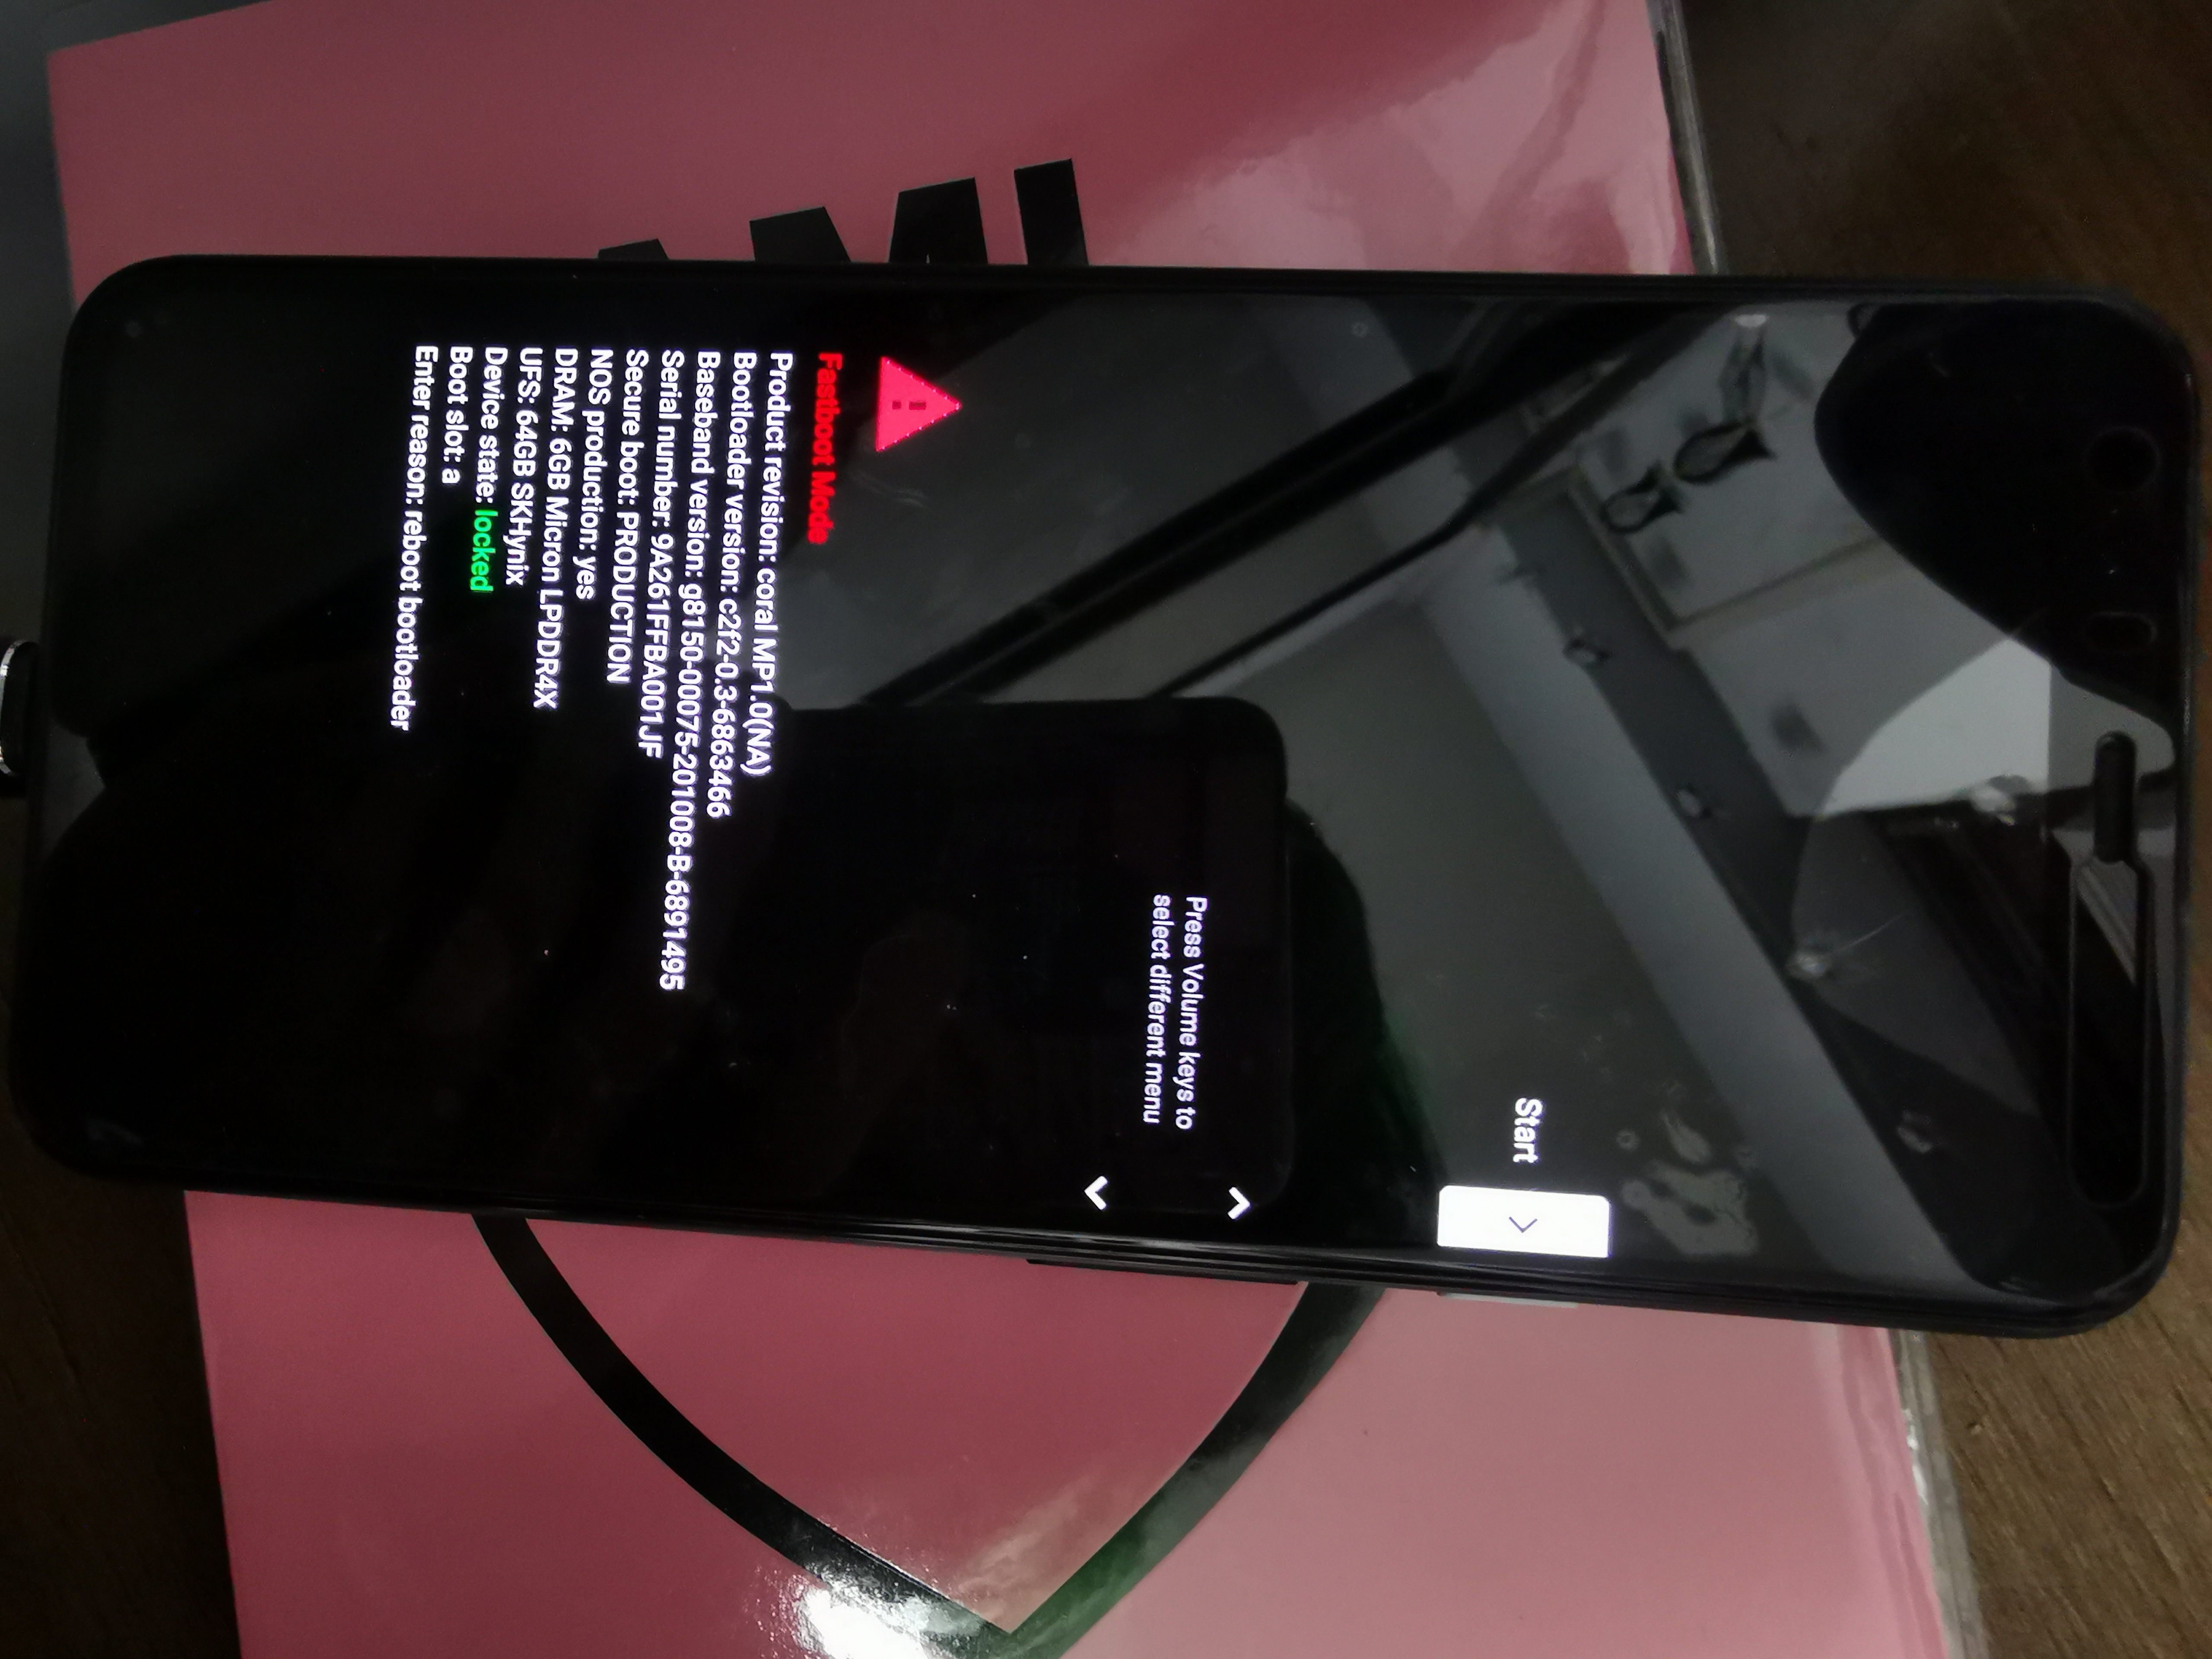 Start
Press Volume keys to
select different menu
Fastboot Mode
Product revision: coral MP1.0(NA)
Bootloader version: c2f2-0.3-6863466
Baseband version: g8150-00075-201008-B-6891495
Serial number: 9A261FFBA001JF
Secure boot: PRODUCTION
NOS production: yes
DRAM: 6GB Micron LPDDR4X
UFS: 64GB SKHynix
Device state: locked
Boot slot: a
Enter reason: reboot bootloader